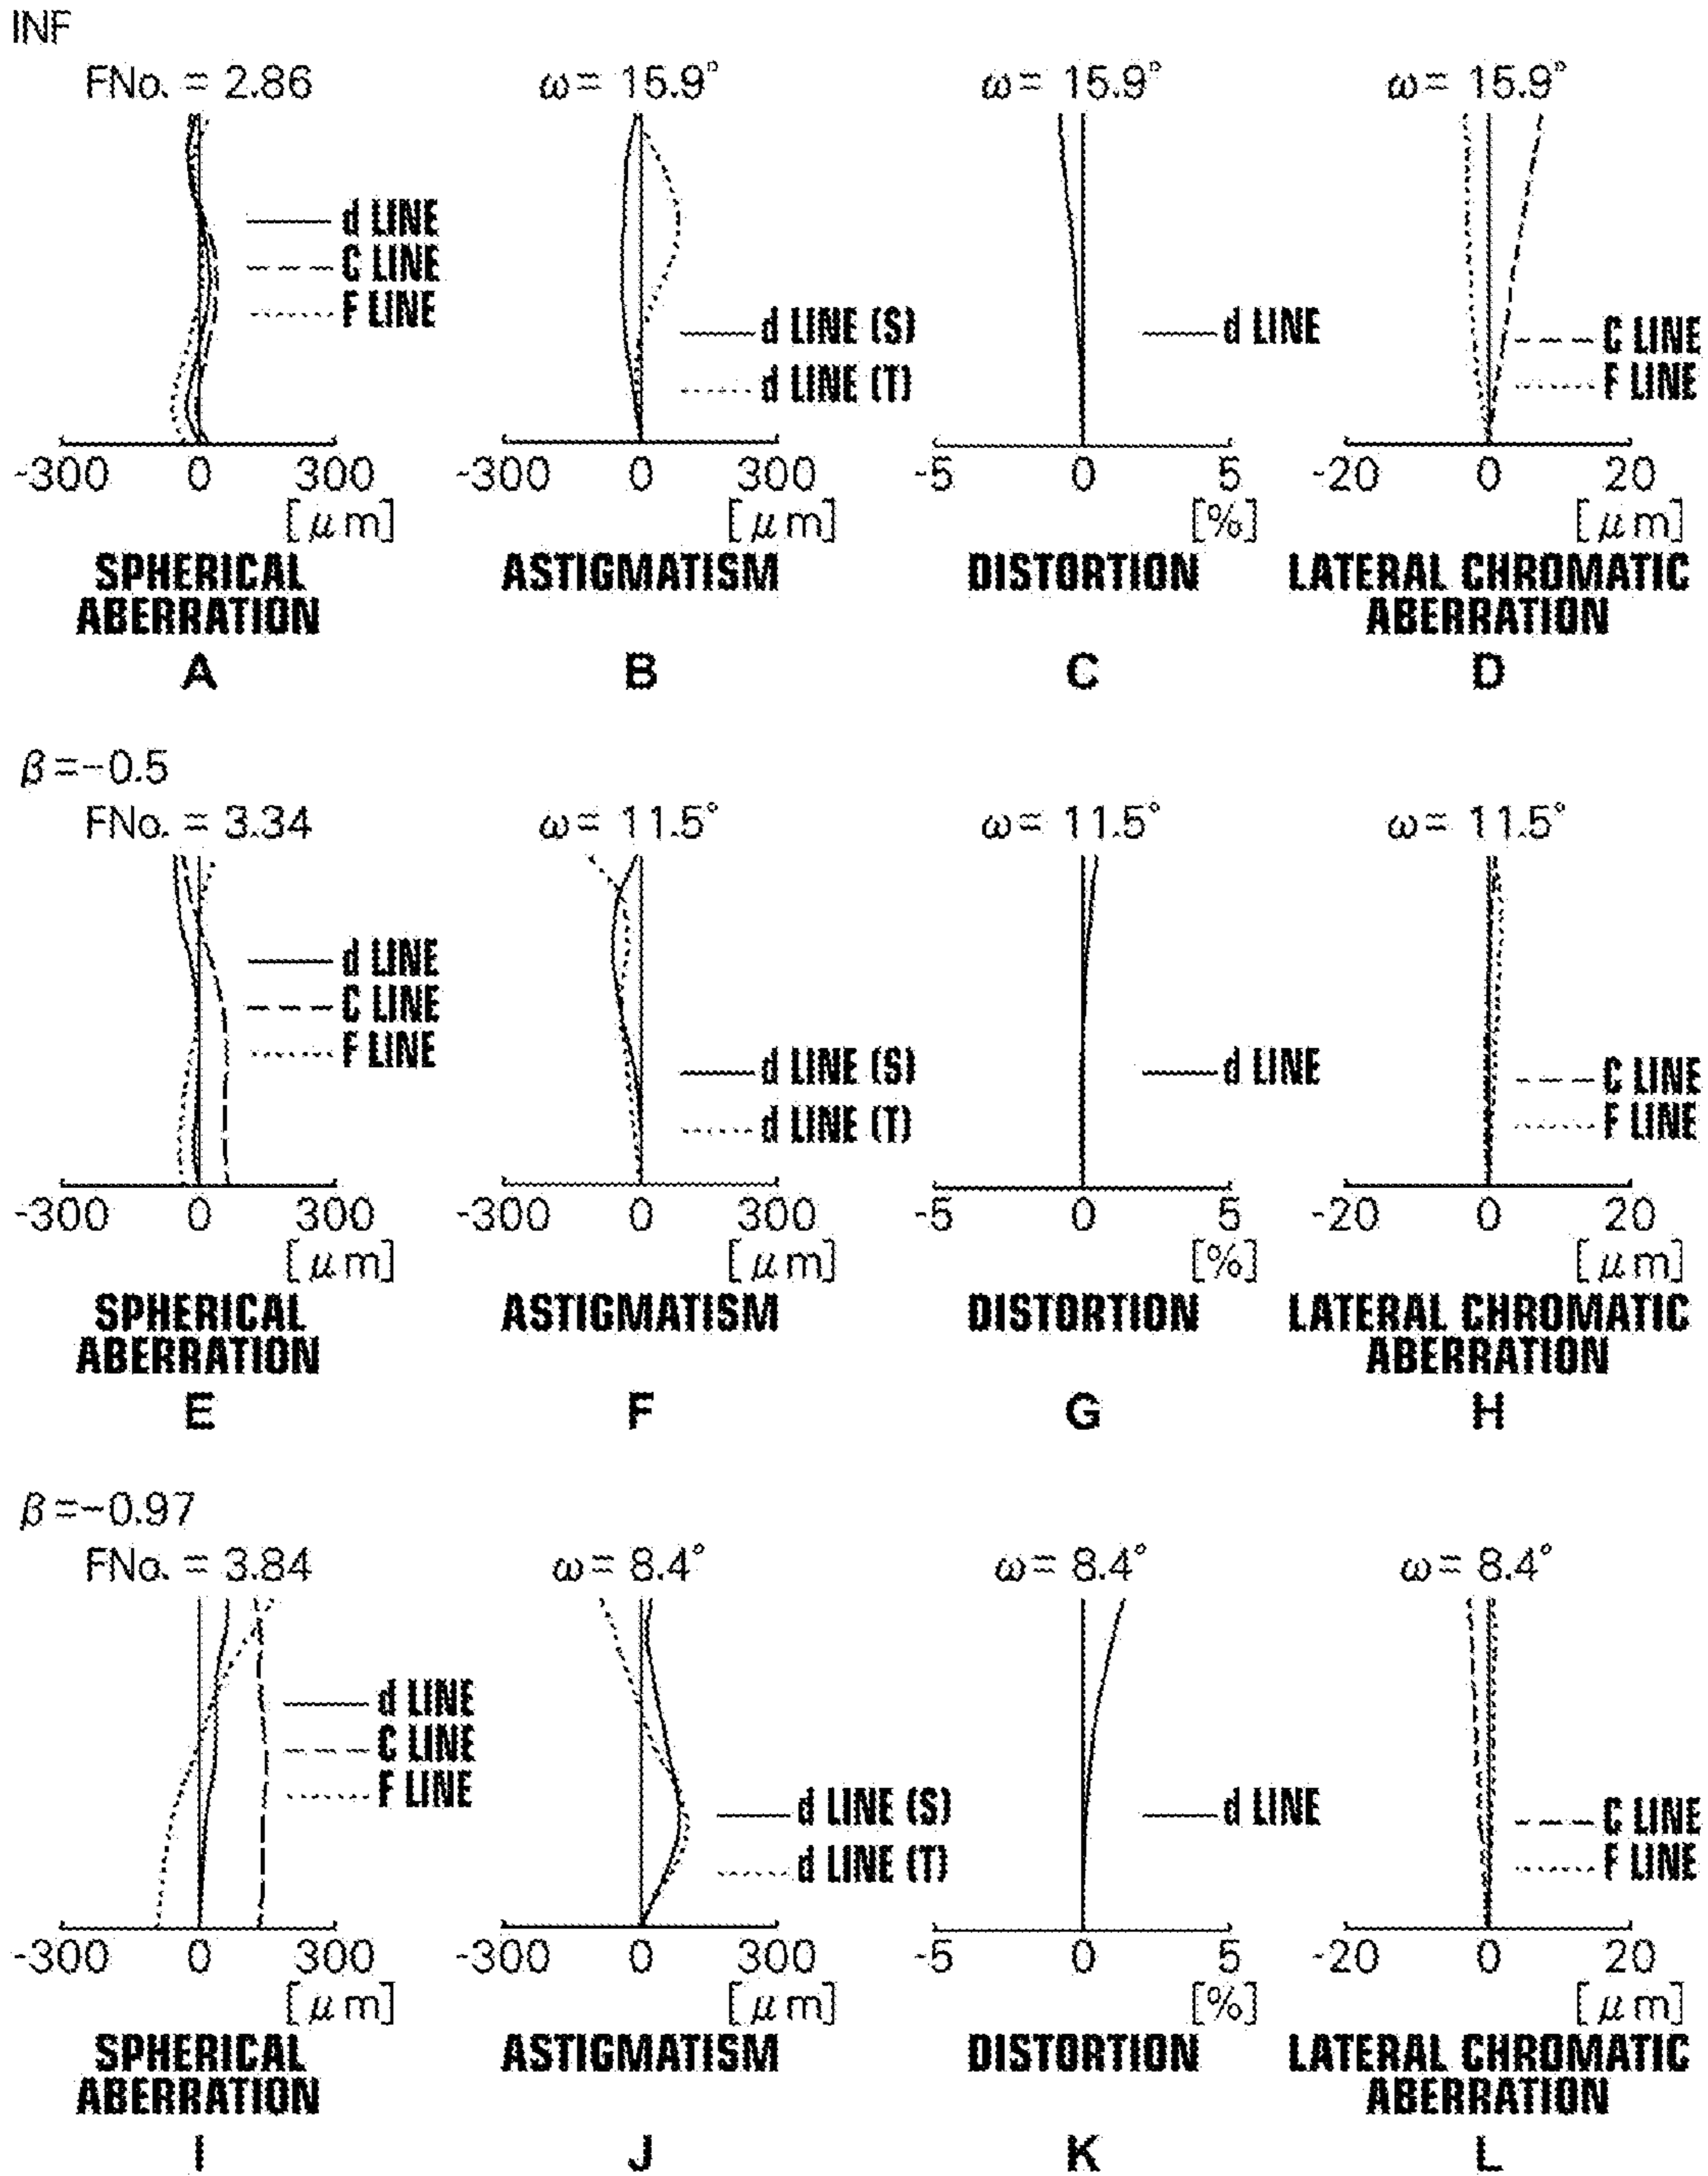 INF
FNo. = 2.86
ω = 15.9°
ω = 15.9°
ω = 15.9°
d LINE
C LINE
F LINE
d LINE (S)
d LINE (T)
d LINE
C LINE
F LINE
-300 0 300
[μm]
-300 0 300
[μm]
-5 0 5
[%]
-20 0 20
[μm]
SPHERICAL
ABERRATION
ASTIGMATISM
DISTORTION
LATERAL CHROMATIC
ABERRATION
A
B
C
D
β=-0.5
FNo. = 3.34
ω = 11.5°
ω = 11.5°
ω = 11.5°
d LINE
C LINE
F LINE
d LINE (S)
d LINE (T)
d LINE
C LINE
F LINE
-300 0 300
[μm]
-300 0 300
[μm]
-5 0 5
[%]
-20 0 20
[μm]
SPHERICAL
ABERRATION
ASTIGMATISM
DISTORTION
LATERAL CHROMATIC
ABERRATION
E
F
G
H
β=-0.97
FNo. = 3.84
ω = 8.4°
ω = 8.4°
ω = 8.4°
d LINE
C LINE
F LINE
d LINE (S)
d LINE (T)
d LINE
C LINE
F LINE
-300 0 300
[μm]
-300 0 300
[μm]
-5 0 5
[%]
-20 0 20
[μm]
SPHERICAL
ABERRATION
ASTIGMATISM
DISTORTION
LATERAL CHROMATIC
ABERRATION
I
J
K
L